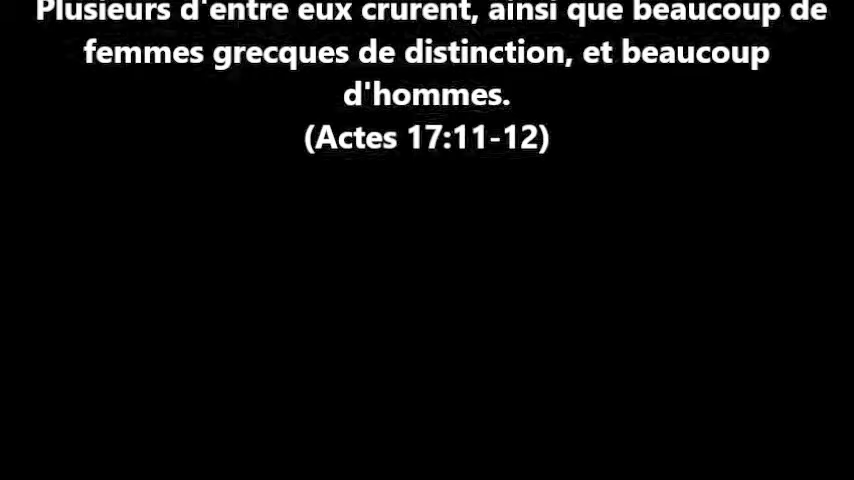 Plusieurs d'entre eux crurent, ainsi que beaucoup de
femmes grecques de distinction, et beaucoup
d'hommes.
(Actes 17:11-12)